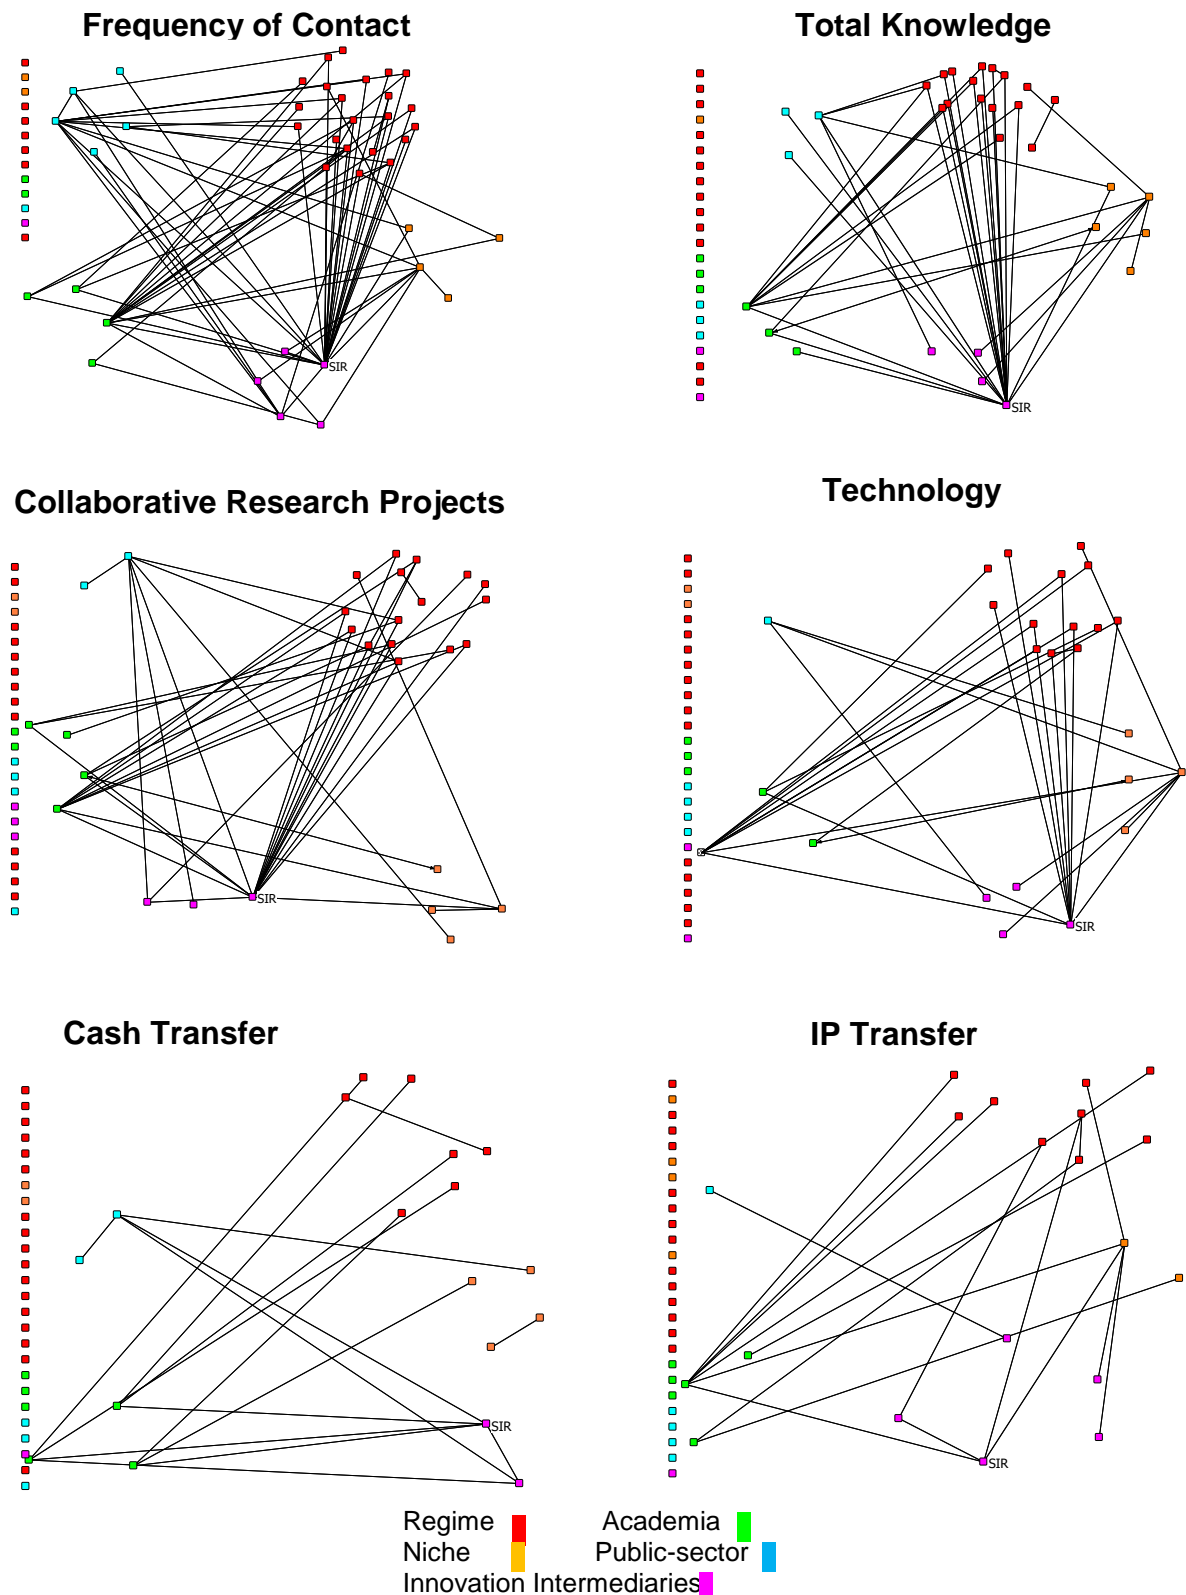 Frequency of Contact
Total Knowledge
SIR
SIR
Collaborative Research Projects
Technology
SIR
SIR
Cash Transfer
IP Transfer
SIR
SIR
Regime
Academia
Niche
Public-sector
Innovation Intermediaries